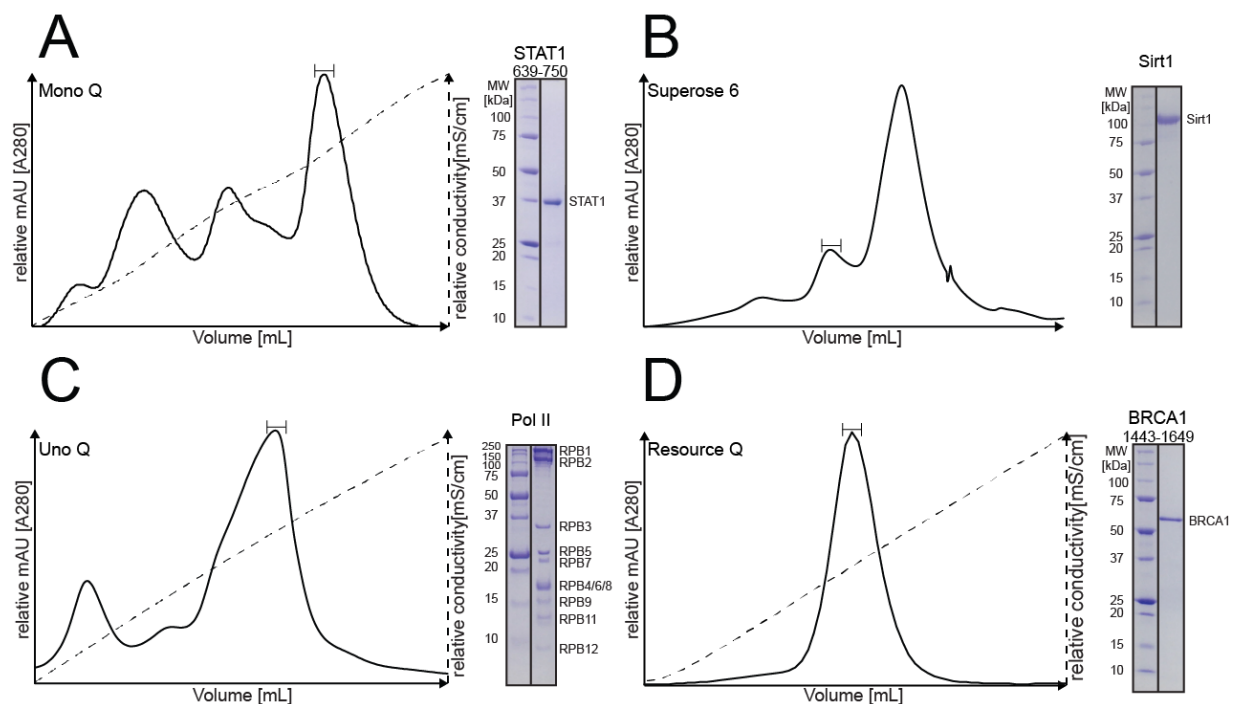 A
Mono Q
relative mAU [A280]
Volume [mL]
relative conductivity[mS/cm]
STAT1
639-750
MW
[kDa]
100
75
50
37
25
20
15
10
STAT1
B
Superose 6
relative mAU [A280]
Volume [mL]
Sirt1
MW
[kDa]
100
75
50
37
25
20
15
10
Sirt1
C
Uno Q
relative mAU [A280]
Volume [mL]
relative conductivity[mS/cm]
Pol II
250
150
100
75
50
37
25
20
15
10
RPB1
RPB2
RPB3
RPB5
RPB7
RPB4/6/8
RPB9
RPB11
RPB12
D
Resource Q
relative mAU [A280]
Volume [mL]
relative conductivity[mS/cm]
BRCA1
1443-1649
MW
[kDa]
100
75
50
37
25
20
15
10
BRCA1